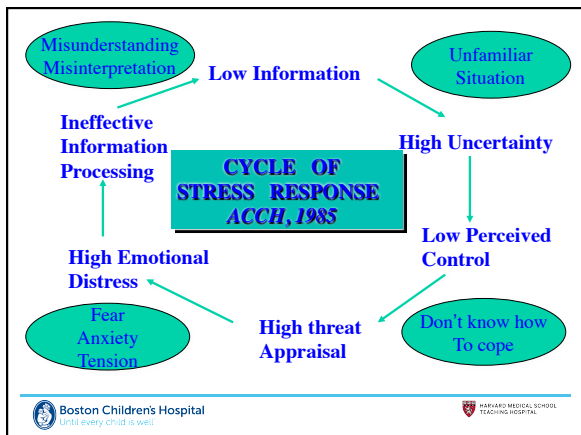 Misunderstanding
Misinterpretation
Low Information
Unfamiliar
Situation
Ineffective
Information
Processing
High Uncertainty
CYCLE OF
STRESS RESPONSE
ACCH, 1985
Low Perceived
Control
High Emotional
Distress
Fear
Anxiety
Tension
High threat
Appraisal
Don't know how
To cope
Boston Children's Hospital
Until every child is well
HARVARD MEDICAL SCHOOL
TEACHING HOSPITAL